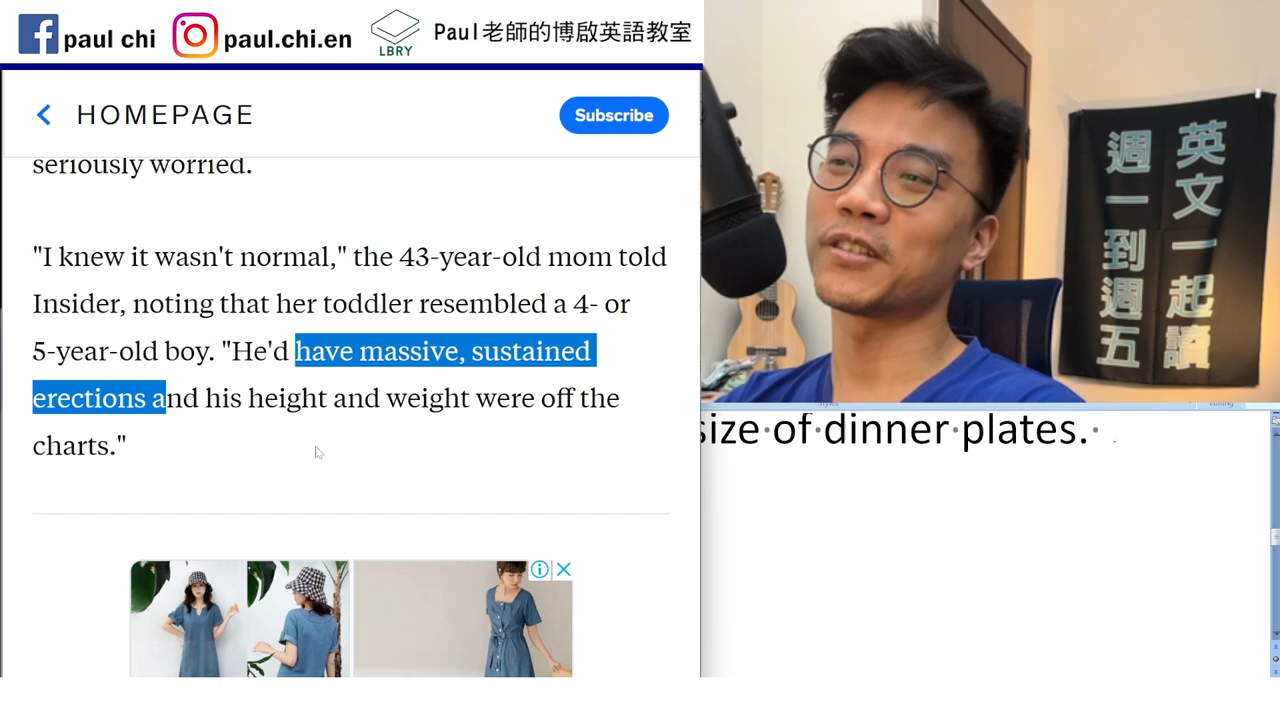 paul chi
paul.chi.en
LBRY
Paul老師的博啟英語教室
HOMEPAGE
Subscribe
seriously worried.
"I knew it wasn't normal," the 43-year-old mom told
Insider, noting that her toddler resembled a 4- or
5-year-old boy. "He'd have massive, sustained
erections and his height and weight were off the
charts."
英文一起讀
週一到週五
size·of·dinner·plates.·